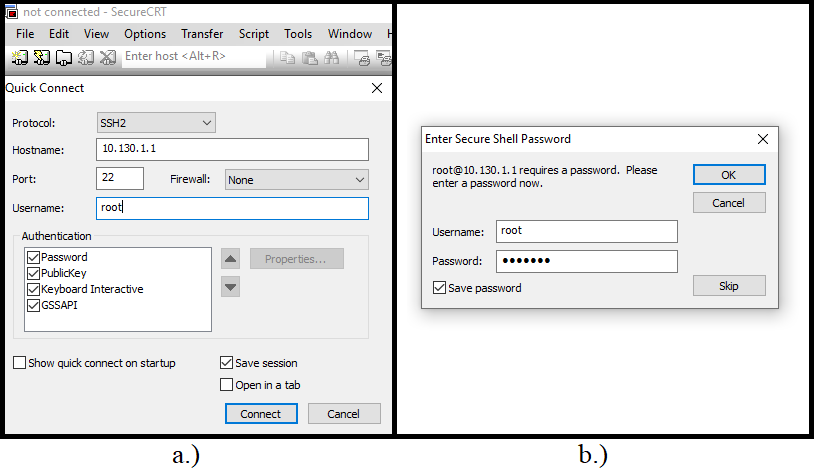 not connected - SecureCRT
File Edit View Options Transfer Script Tools Window H
Enter host <Alt+R>
Quick Connect
Protocol: SSH2
Hostname: 10.130.1.1
Port: 22 Firewall: None
Username: root
Authentication
Password
PublicKey
Keyboard Interactive
GSSAPI
Properties...
Show quick connect on startup
Save session
Open in a tab
Connect Cancel
a.)
Enter Secure Shell Password
root@10.130.1.1 requires a password. Please
enter a password now.
OK
Cancel
Username: root
Password: •••••••
Save password
Skip
b.)